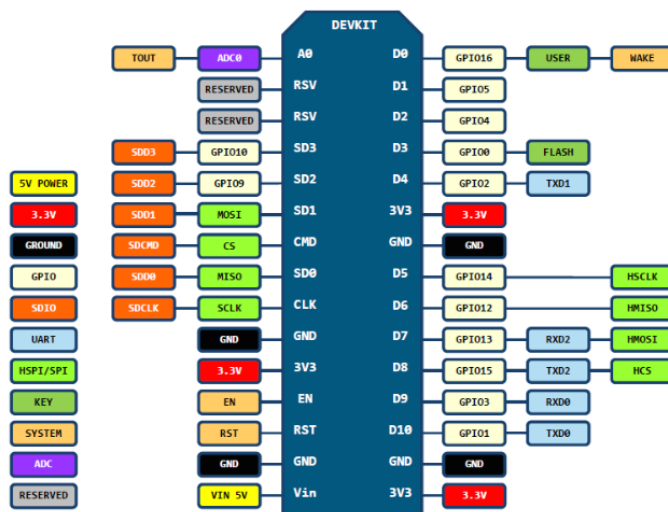 DEVKIT
TOUT ADC0 A0 D0 GPIO16 USER WAKE
RESERVED RSV D1 GPIO5
RESERVED RSV D2 GPIO4
SDD3 GPIO10 SD3 D3 GPIO0 FLASH
5V POWER SDD2 GPIO9 SD2 D4 GPIO2 TXD1
3.3V SDD1 MOSI SD1 3V3 3.3V
GROUND SDCMD CS CMD GND GND
GPIO SDD0 MISO SD0 D5 GPIO14 HSCLK
SDIO SDCLK SCLK CLK D6 GPIO12 HMISO
UART GND GND D7 GPIO13 RXD2 HMOSI
HSPI/SPI 3.3V 3V3 D8 GPIO15 TXD2 HCS
KEY EN EN D9 GPIO3 RXD0
SYSTEM RST RST D10 GPIO1 TXD0
ADC GND GND GND GND
RESERVED VIN 5V Vin 3V3 3.3V